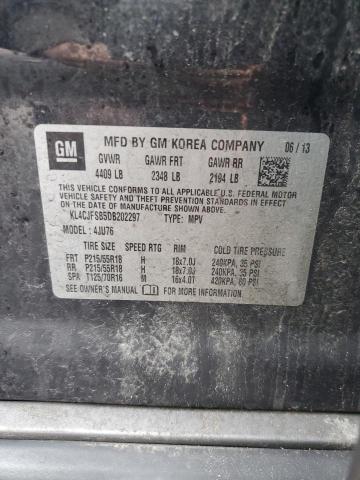 GM
MFD BY GM KOREA COMPANY 06/13
GVWR GAWR FRT GAWR RR
4409 LB 2348 LB 2194 LB
THIS VEHICLE CONFORMS TO ALL APPLICABLE U.S. FEDERAL MOTOR
VEHICLE SAFETY AND THEFT PREVENTION STANDARDS IN EFFECT ON
THE DATE OF MANUFACTURE SHOWN ABOVE.
KL4CJFSB5DB202297 TYPE: MPV
MODEL: 4JU76
TIRE SIZE SPEED RTG RIM COLD TIRE PRESSURE
FRT P215/55R18 H 18x7.0J 240KPA, 35 PSI
RR P215/55R18 H 18x7.0J 240KPA, 35 PSI
SPA T125/70R16 M 16x4.0T 420KPA, 60 PSI
SEE OWNER'S MANUAL FOR MORE INFORMATION